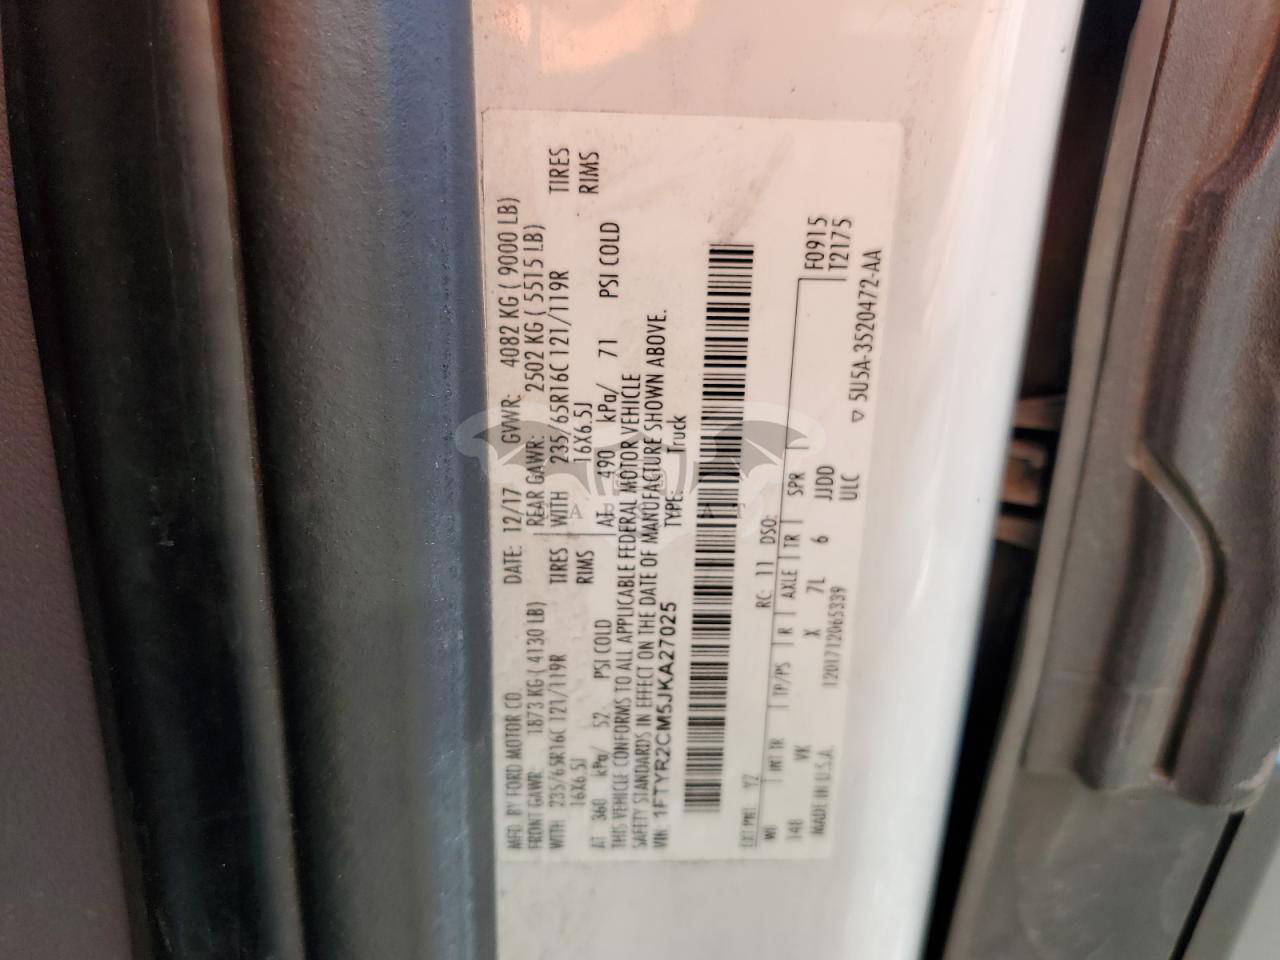 MFD. BY FORD MOTOR CO. DATE: 12/17 GVWR: 4082 KG ( 9000 LB)
FRONT GAWR: 1873 KG ( 4130 LB) REAR GAWR: 2502 KG ( 5515 LB)
WITH 235/65R16C 121/119R TIRES WITH 235/65R16C 121/119R TIRES
16X6.5J RIMS 16X6.5J RIMS
AT 360 kPa/ 52 PSI COLD AT 490 kPa/ 71 PSI COLD
THIS VEHICLE CONFORMS TO ALL APPLICABLE FEDERAL MOTOR VEHICLE
SAFETY STANDARDS IN EFFECT ON THE DATE OF MANUFACTURE SHOWN ABOVE.
VIN: 1FTYR2CM5JKA27025 TYPE: Truck
EXT PNT: YZ RC: 11 DSO:
WB INT TR TP/PS R AXLE TR SPR F0915
148 VK X 7L 6 JJDD T2175
MADE IN U.S.A. 1201712065339 ULC
5U5A-3520472-AA